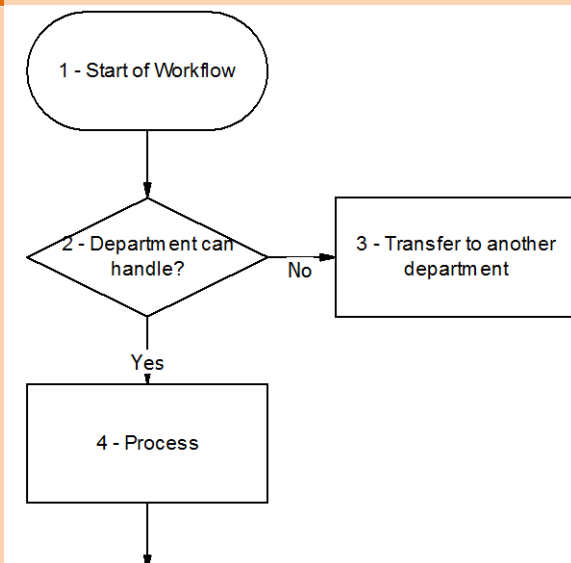 1 - Start of Workflow
2 - Department can
handle?
No
3 - Transfer to another
department
Yes
4 - Process